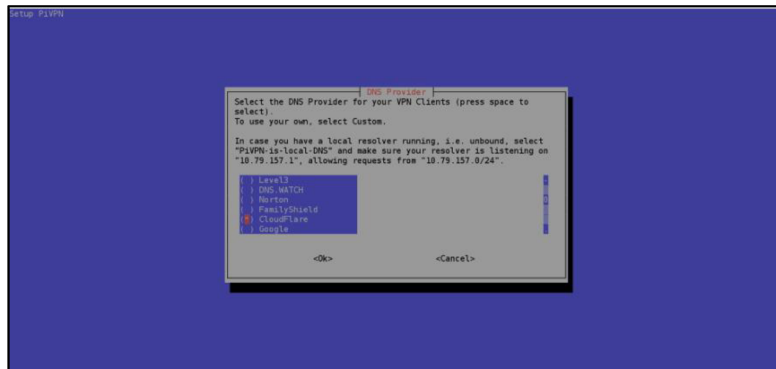 Setup PiVPN
DNS Provider
Select the DNS Provider for your VPN Clients (press space to
select).
To use your own, select Custom.
In case you have a local resolver running, i.e. unbound, select
"PiVPN-is-local-DNS" and make sure your resolver is listening on
"10.79.157.1", allowing requests from "10.79.157.0/24".
( ) Level3
( ) DNS.WATCH
( ) Norton
( ) FamilyShield
(*) CloudFlare
( ) Google
<Ok> <Cancel>